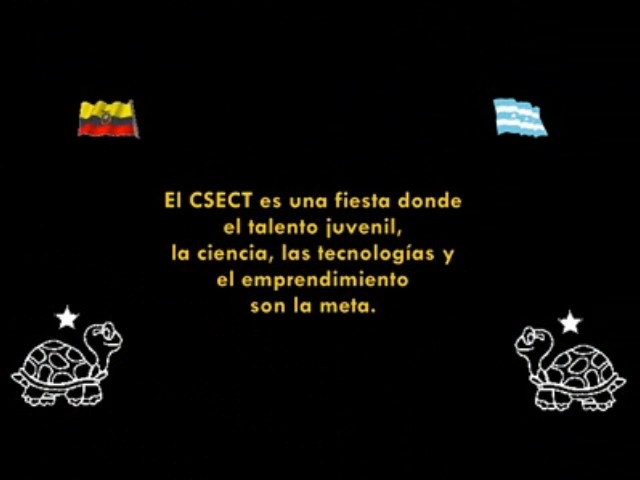 El CSECT es una fiesta donde
el talento juvenil,
la ciencia, las tecnologías y
el emprendimiento
son la meta.